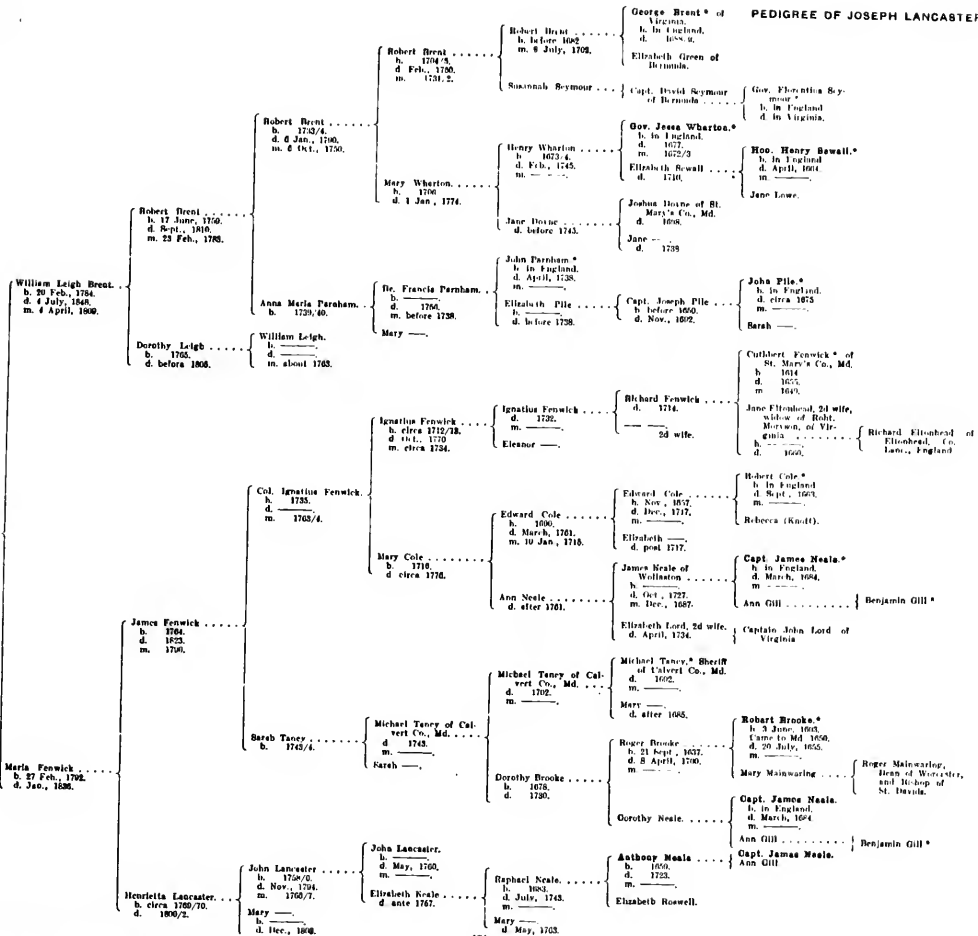 PEDIGREE OF JOSEPH LANCASTER
William Leigh Brent.
b. 20 Feb., 1784.
d. 4 July, 1848.
m. 4 April, 1809.
Maria Fenwick
b. 27 Feb., 1792.
d. Jan., 1836.
Robert Brent
b. 17 June, 1759.
d. Sept., 1810.
m. 23 Feb., 1783.
Dorothy Leigh
b. 1765.
d. before 1805.
James Fenwick
b. 1764.
d. 1823.
m. 1790.
Henrietta Lancaster.
b. circa 1769/70.
d. 1800/2.
Robert Brent
b. 1733/4.
d. 6 Jan., 1790.
m. 6 Oct., 1750.
Anna Maria Parnham.
b. 1739/40.
William Leigh.
b. ———.
d. ———.
m. about 1763.
Col. Ignatius Fenwick.
b. 1735.
d. ———.
m. 1763/4.
Sarah Taney
b. 1743/4.
John Lancaster
d. Nov., 1794.
m. 1766/7.
Mary —.
b. ———.
d. Dec., 1808.
Robert Brent
b. 1704/5.
d Feb., 1750.
m. 1731/2.
Mary Wharton.
b. 1706
d. 1 Jan., 1774.
Dr. Francis Parnham.
b. ———.
d. 1756.
m. before 1738.
Mary —.
Ignatius Fenwick
b. circa 1712/13.
d. Oct., 1770
m. circa 1734.
Mary Cole
b. 1716.
d circa 1776.
Michael Taney of Cal-
vert Co., Md.
d 1743.
m. ———.
Sarah —.
John Lancaster.
b. ———.
d. May, 1760.
m. ———.
Elizabeth Neale
d. ante 1767.
Robert Brent
b. before 1682
m. 6 July, 1702.
Susannah Seymour
Henry Wharton
b 1673/4.
d. Feb., 1745.
m. ———.
Jane Doyne
d. before 1745.
John Parnham.*
b. in England.
d. April, 1738.
m. ———.
Elizabeth Pile
b. ———.
d. before 1738.
Ignatius Fenwick
d. 1732.
m. ———.
Eleanor —.
Edward Cole
b. 1690.
d. March, 1761.
m. 10 Jan., 1715.
Ann Neale
d. after 1761.
Michael Taney of Cal-
vert Co., Md.
d. 1702.
m. ———.
Dorothy Brooke
b. 1678.
d. 1730.
Raphael Neale.
b. 1683.
d. July, 1743.
m. ———.
Mary —
d. May, 1763.
George Brent * of
Virginia.
b. in England.
d.
Elizabeth Green of
Bermuda.
Capt. David Seymour
of Bermuda
Gov. Jesse Wharton.*
b. in England.
d. 1677.
m. 1672/3
Elizabeth Sewall
d. 1710.
Joshua Doyne of St.
Mary's Co., Md.
d. 1698.
Jane —.
d. 1738
Capt. Joseph Pile
b. before 1650.
d. Nov., 1692.
Richard Fenwick
d. 1714.
———
2d wife.
Edward Cole
b. Nov., 1657.
d. Dec., 1717.
m. ———.
Elizabeth —.
d. post 1717.
James Neale of
Wollaston
b. ———.
d. Oct., 1727.
m. Dec., 1687.
Elizabeth Lord, 2d wife.
d. April, 1734.
Michael Taney,* Sheriff
of Calvert Co., Md.
d. 1692.
m. ———.
Mary —.
d. after 1685.
Roger Brooke
b. 21 Sept., 1637.
d. 8 April, 1700.
m. ———.
Dorothy Neale.
Anthony Neale
b. 1659.
d. 1723.
m. ———.
Elizabeth Roswell.
Gov. Florentius Sey-
mour *
b. in England
d. in Virginia.
Hon. Henry Sewall.*
b. in England
d. April, 1664.
m. ———.
Jane Lowe.
John Pile.*
b. in England.
d. circa 1675
m. ———.
Sarah —.
Cuthbert Fenwick * of
St. Mary's Co., Md.
b 1614
d. 1655.
m 1649.
Jane Eltonhead, 2d wife,
widow of Robt.
Moryson, of Vir-
ginia
b. ———.
d. 1660.
Robert Cole.*
b. in England
d. Sept., 1663.
m. ———.
Rebecca (Knott).
Capt. James Neale.*
b. in England.
d. March, 1684.
m ———.
Ann Gill
Captain John Lord of
Virginia
Robert Brooke.*
b. 3 June, 1603.
Came to Md. 1650.
d. 20 July, 1655.
m. ———.
Mary Mainwaring
Capt. James Neale.
b. in England.
d. March, 1684
m. ———.
Ann Gill
Capt. James Neale.
Ann Gill
Richard Eltonhead of
Eltonhead, Co.
Lanc., England
Benjamin Gill *
Roger Mainwaring,
Dean of Worcester,
and Bishop of
St. Davids.
Benjamin Gill *